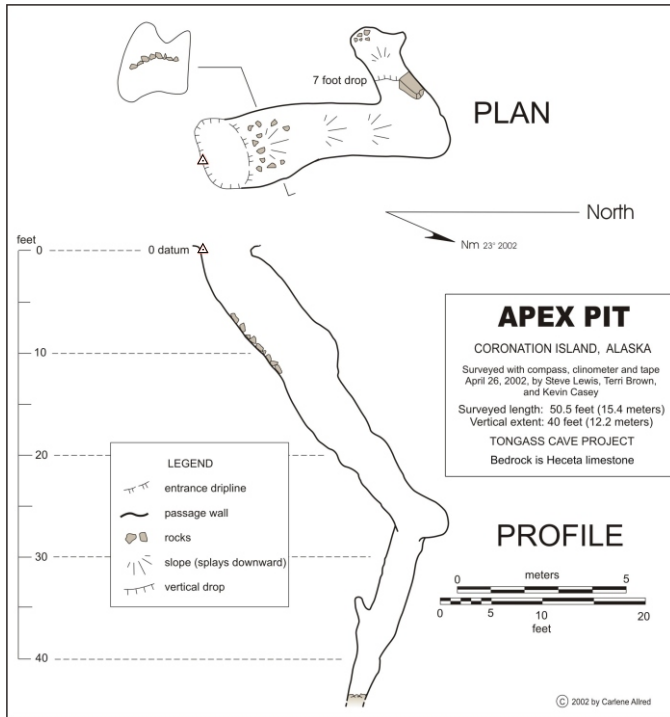 7 foot drop
PLAN
North
Nm 23° 2002
feet
0
0 datum
10
20
30
40
APEX PIT
CORONATION ISLAND, ALASKA
Surveyed with compass, clinometer and tape
April 26, 2002, by Steve Lewis, Terri Brown,
and Kevin Casey
Surveyed length: 50.5 feet (15.4 meters)
Vertical extent: 40 feet (12.2 meters)
TONGASS CAVE PROJECT
Bedrock is Heceta limestone
LEGEND
entrance dripline
passage wall
rocks
slope (splays downward)
vertical drop
PROFILE
meters
0 5
0 5 10 20
feet
© 2002 by Carlene Allred